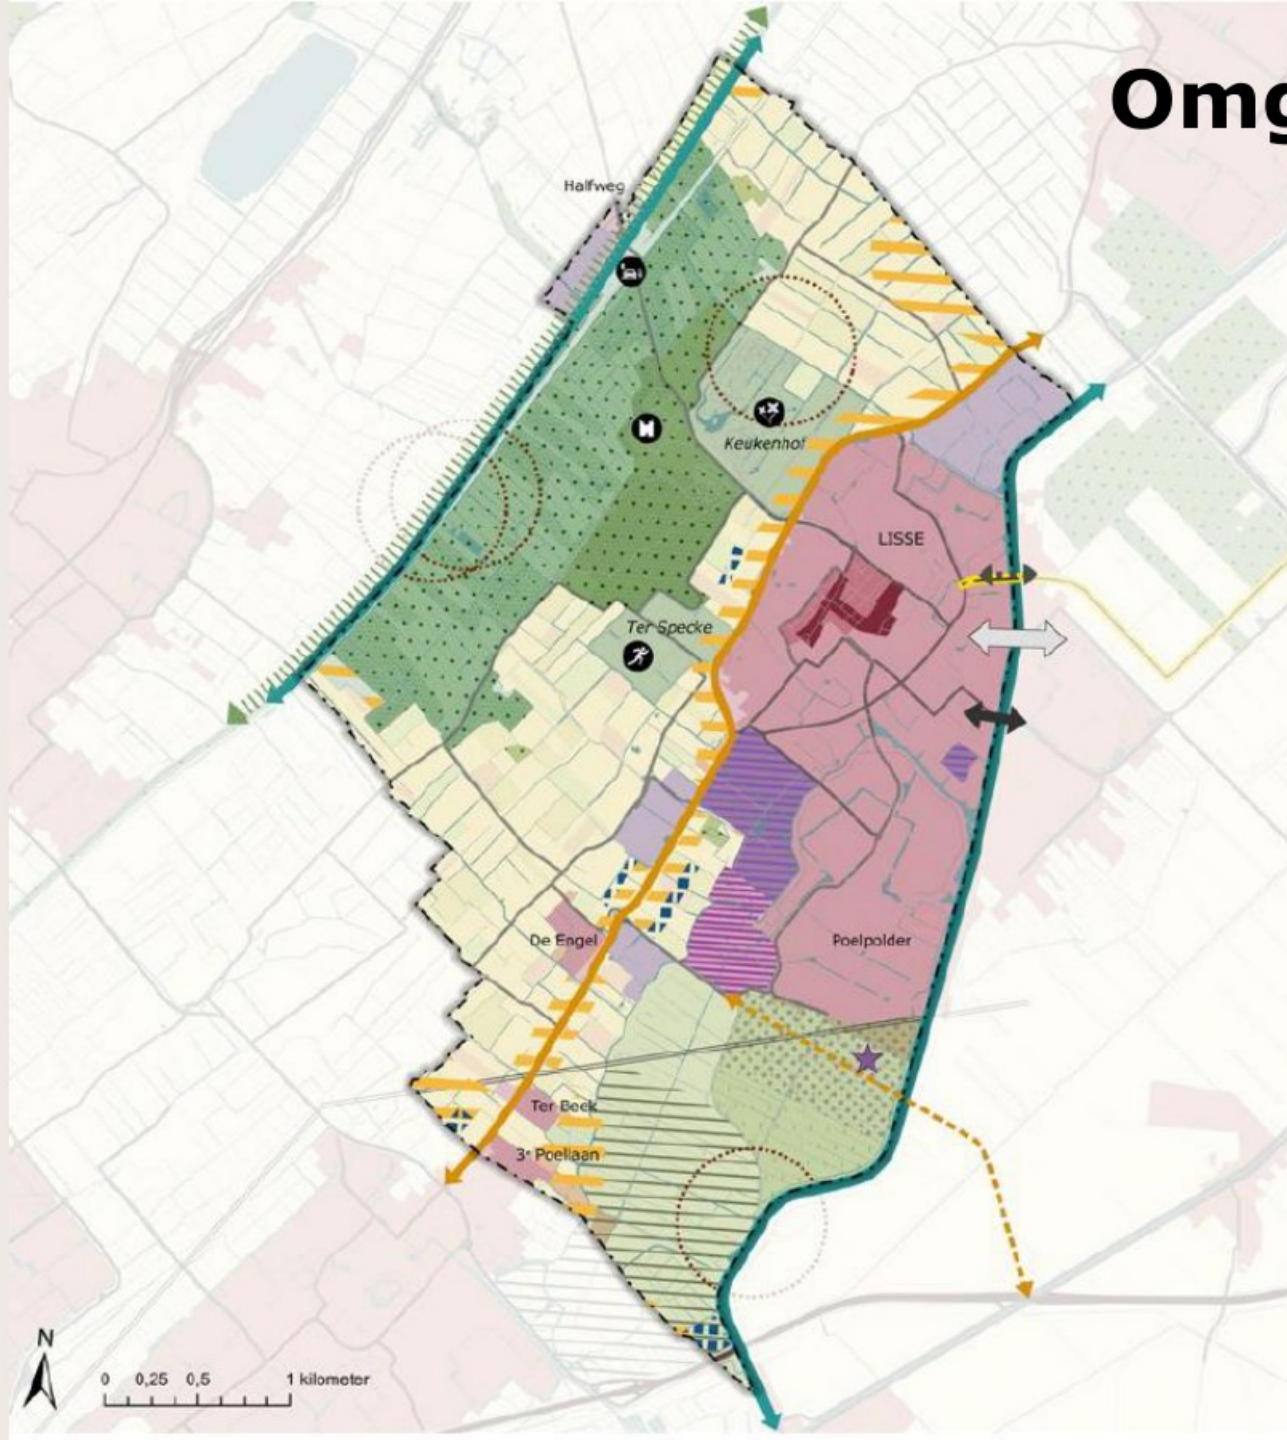 Omg
Halfweg
Keukenhof
LISSE
Ter Specke
De Engel
Poelpolder
Ter Beek
3e Poellaan
N
0 0,25 0,5 1 kilometer